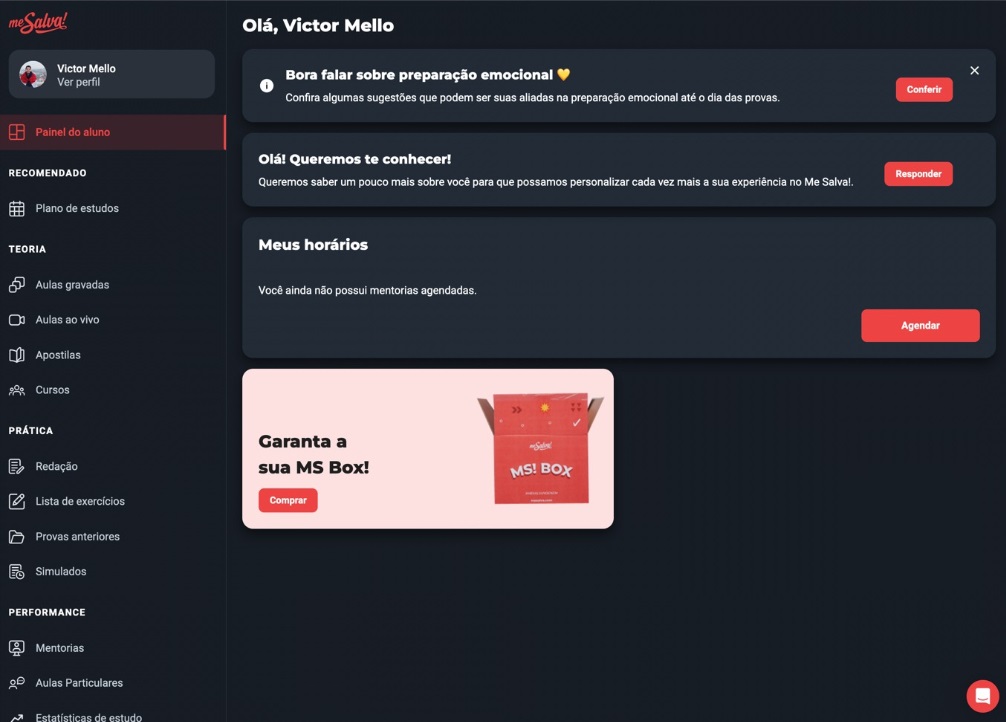 me Salva!
Victor Mello
Ver perfil
Painel do aluno
RECOMENDADO
Plano de estudos
TEORIA
Aulas gravadas
Aulas ao vivo
Apostilas
Cursos
PRÁTICA
Redação
Lista de exercícios
Provas anteriores
Simulados
PERFORMANCE
Mentorias
Aulas Particulares
Estatísticas de estudo
Olá, Victor Mello
Bora falar sobre preparação emocional 💛
Confira algumas sugestões que podem ser suas aliadas na preparação emocional até o dia das provas.
Conferir
Olá! Queremos te conhecer!
Queremos saber um pouco mais sobre você para que possamos personalizar cada vez mais a sua experiência no Me Salva!.
Responder
Meus horários
Você ainda não possui mentorias agendadas.
Agendar
Garanta a
sua MS Box!
Comprar
me Salva!
MS! BOX